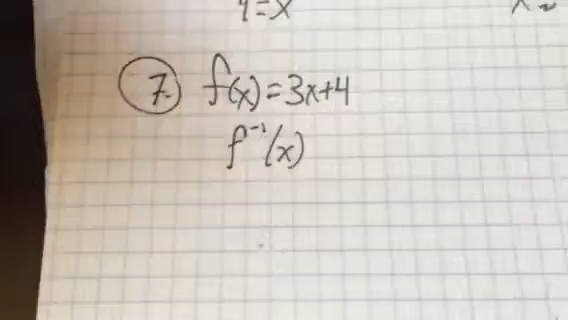 y=x
7. f(x)=3x+4
f⁻¹(x)